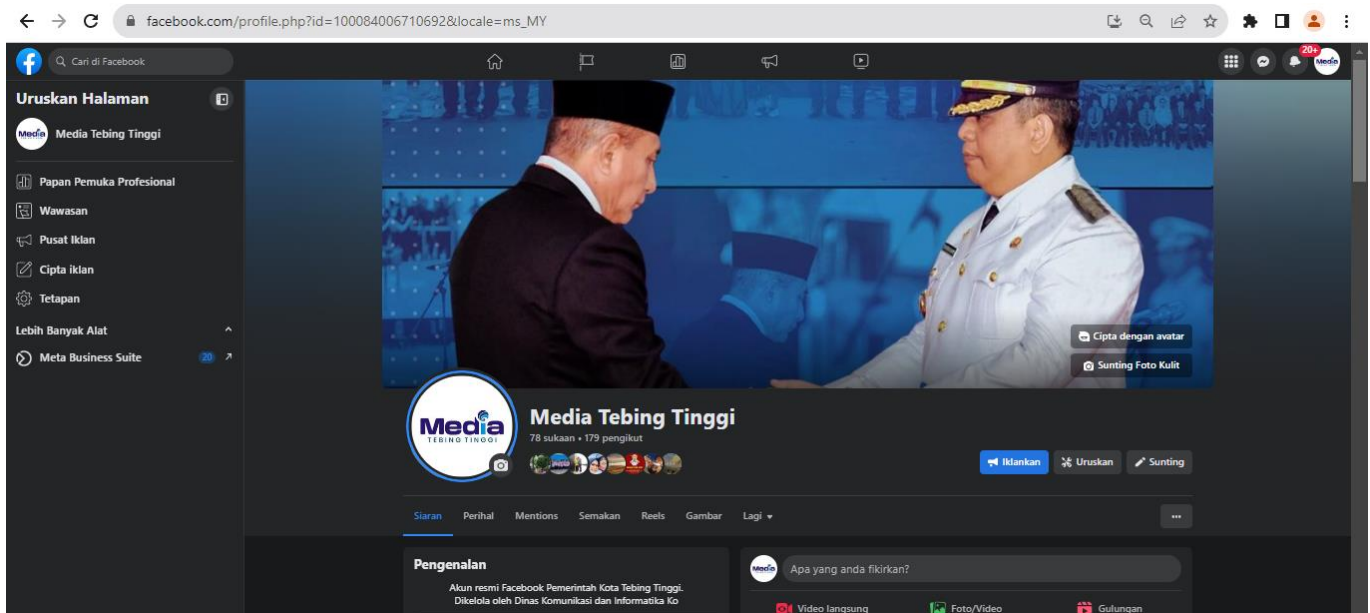 facebook.com/profile.php?id=100084006710692&locale=ms_MY
Cari di Facebook
20+
Media
Uruskan Halaman
Media
Media Tebing Tinggi
Papan Pemuka Profesional
Wawasan
Pusat Iklan
Cipta iklan
Tetapan
Lebih Banyak Alat
Meta Business Suite 20
Cipta dengan avatar
Sunting Foto Kulit
Media
TEBING TINGGI
Media Tebing Tinggi
78 sukaan • 179 pengikut
Iklankan Uruskan Sunting
Siaran Perihal Mentions Semakan Reels Gambar Lagi
Pengenalan
Akun resmi Facebook Pemerintah Kota Tebing Tinggi.
Dikelola oleh Dinas Komunikasi dan Informatika Ko
Media
Apa yang anda fikirkan?
Video langsung Foto/Video Gulungan